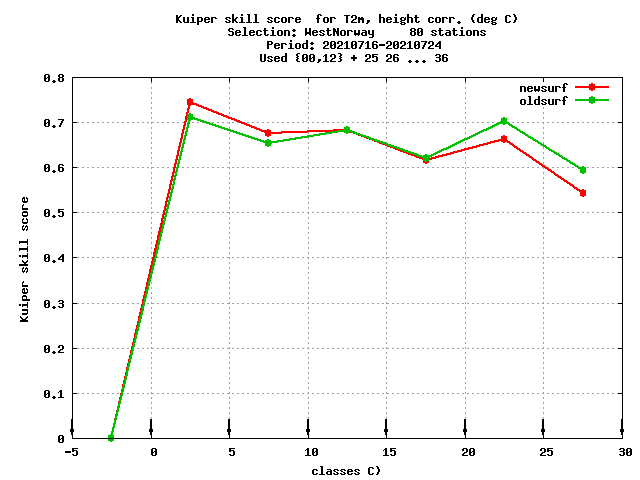 Kuiper skill score  for T2m, height corr. (deg C)
Selection: WestNorway     80 stations
Period: 20210716-20210724
Used {00,12} + 25 26 ... 36
newsurf
oldsurf
Kuiper skill score
0.8
0.7
0.6
0.5
0.4
0.3
0.2
0.1
0
-5 0 5 10 15 20 25 30
classes C)